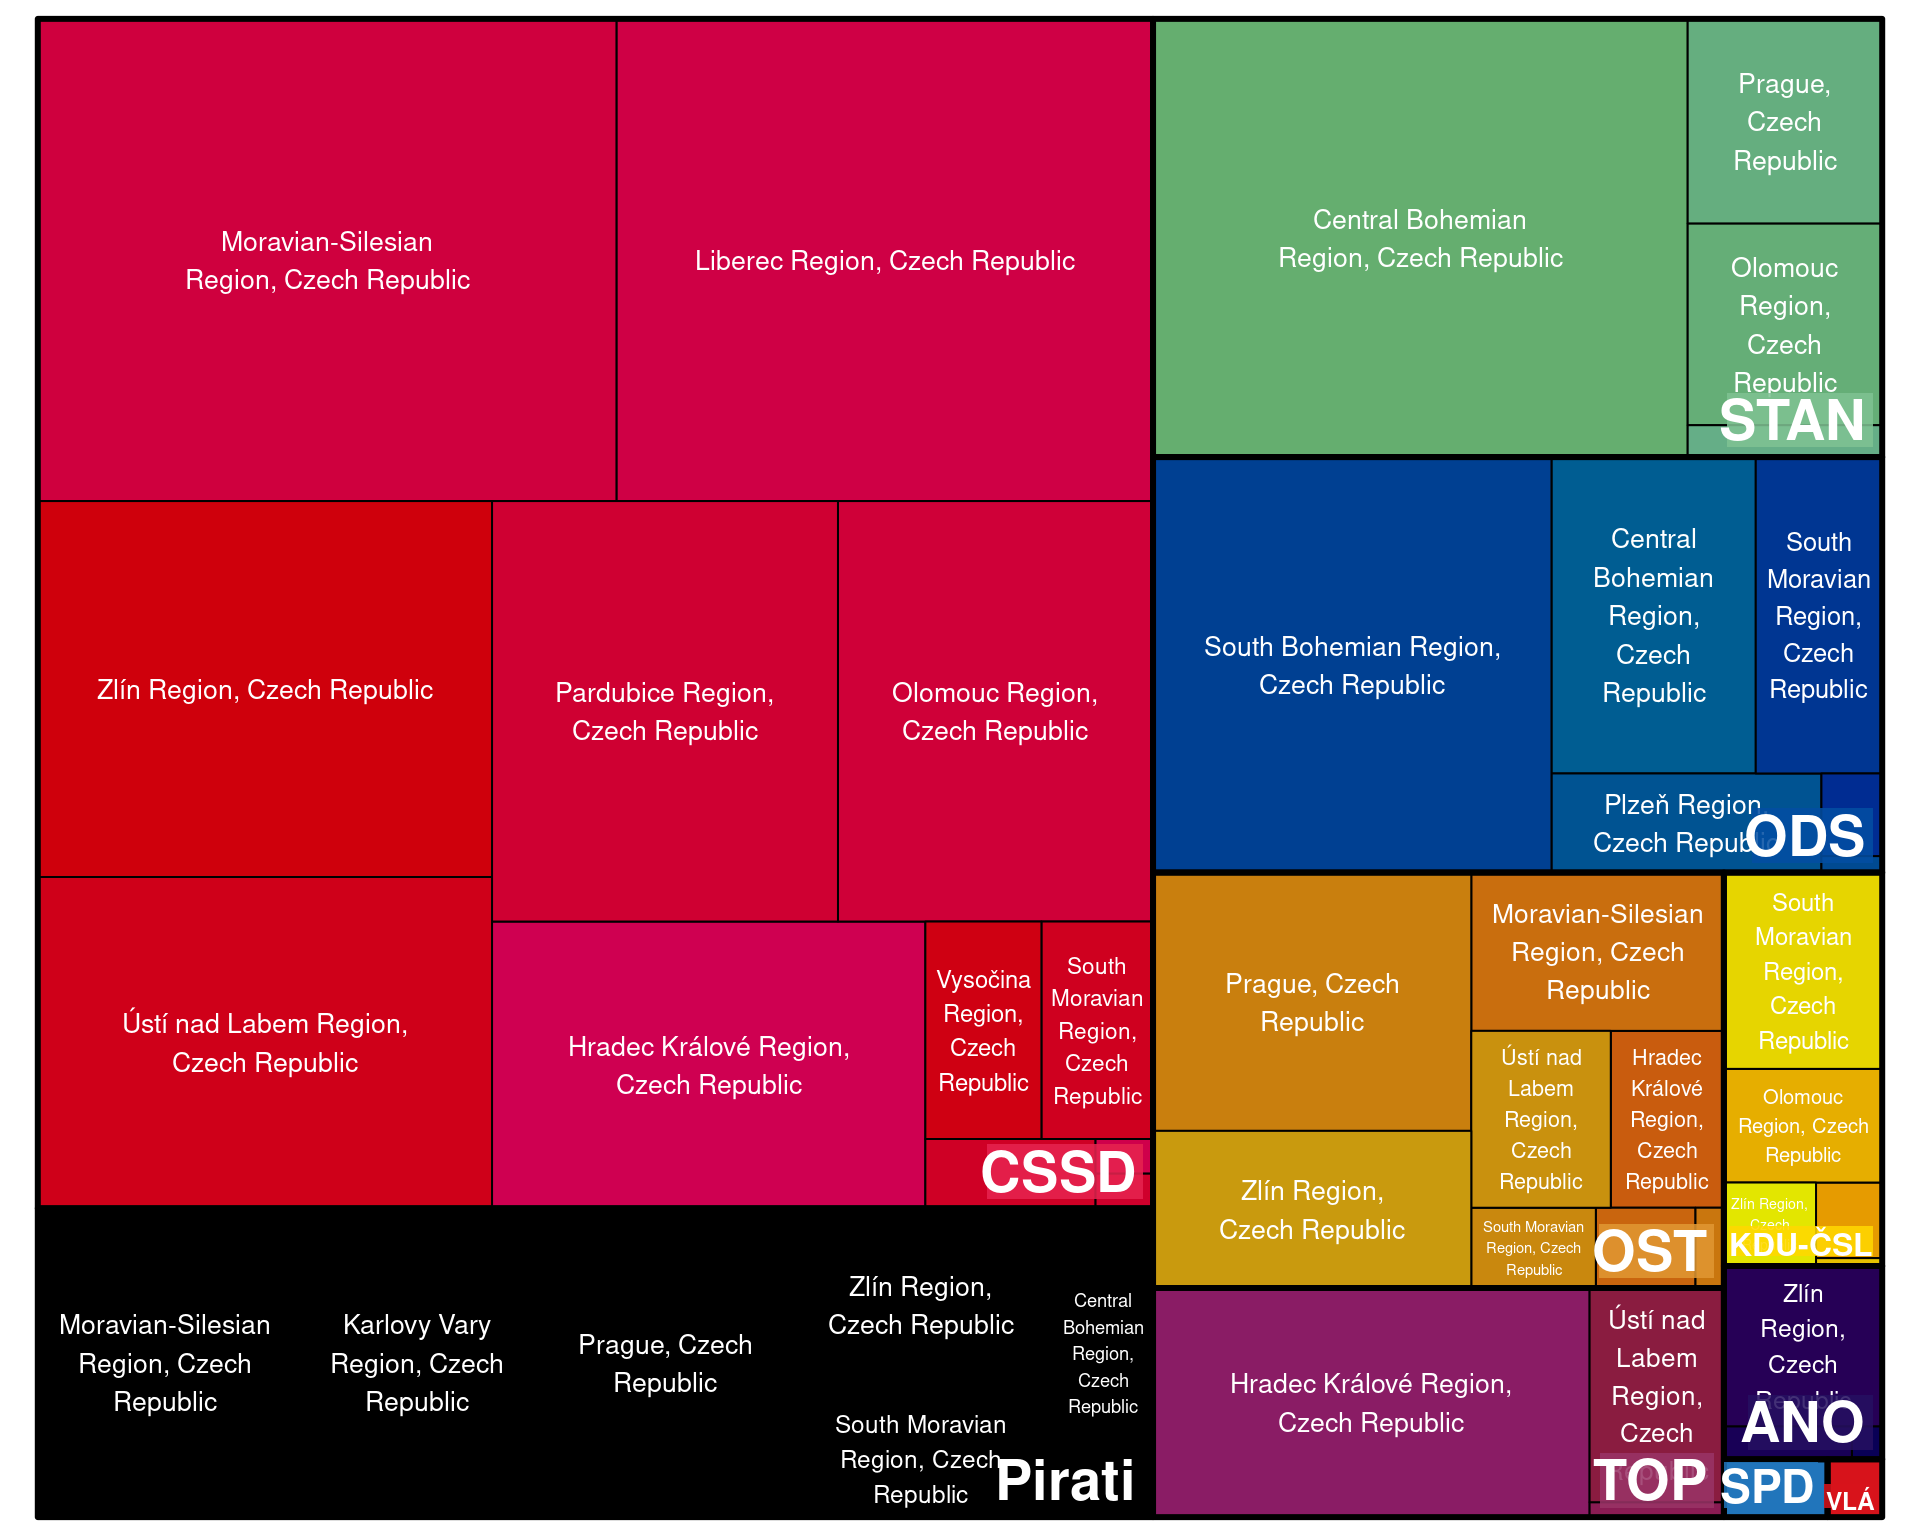 Moravian-Silesian
Region, Czech Republic
Liberec Region, Czech Republic
Zlín Region, Czech Republic
Pardubice Region,
Czech Republic
Olomouc Region,
Czech Republic
Ústí nad Labem Region,
Czech Republic
Hradec Králové Region,
Czech Republic
Vysočina
Region,
Czech
Republic
South
Moravian
Region,
Czech
Republic
CSSD
Moravian-Silesian
Region, Czech
Republic
Karlovy Vary
Region, Czech
Republic
Prague, Czech
Republic
Zlín Region,
Czech Republic
South Moravian
Region, Czech
Republic
Central
Bohemian
Region,
Czech
Republic
Pirati
Central Bohemian
Region, Czech Republic
Prague,
Czech
Republic
Olomouc
Region,
Czech
Republic
STAN
South Bohemian Region,
Czech Republic
Central
Bohemian
Region,
Czech
Republic
South
Moravian
Region,
Czech
Republic
Plzeň Region,
Czech Republic
ODS
Prague, Czech
Republic
Zlín Region,
Czech Republic
Moravian-Silesian
Region, Czech
Republic
Ústí nad
Labem
Region,
Czech
Republic
Hradec
Králové
Region,
Czech
Republic
South Moravian
Region, Czech
Republic
OST
South
Moravian
Region,
Czech
Republic
Olomouc
Region, Czech
Republic
Zlín Region,
Czech
KDU-ČSL
Hradec Králové Region,
Czech Republic
Ústí nad
Labem
Region,
Czech
Republic
TOP
Zlín
Region,
Czech
Republic
ANO
SPD
VLÁ